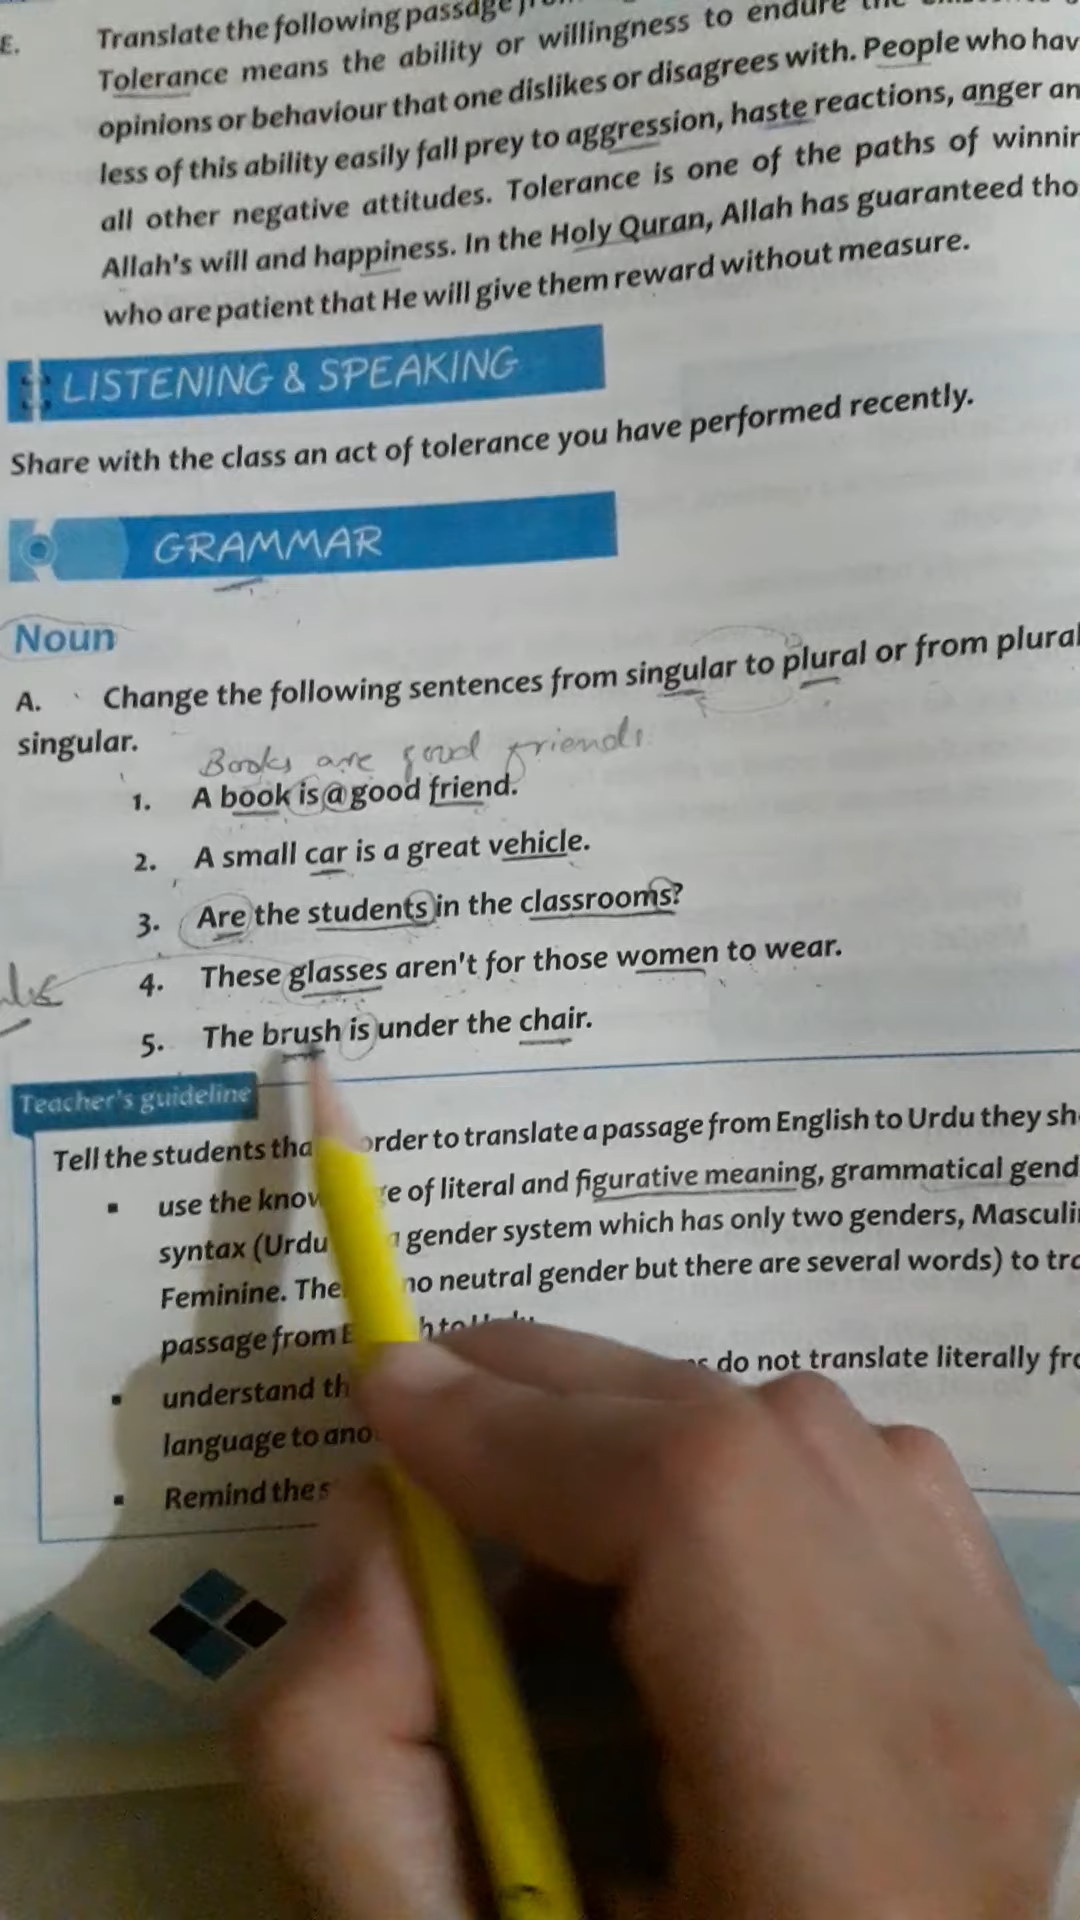 E. Translate the following passage
Tolerance means the ability or willingness to endure
opinions or behaviour that one dislikes or disagrees with. People who hav
less of this ability easily fall prey to aggression, haste reactions, anger an
all other negative attitudes. Tolerance is one of the paths of winnin
Allah's will and happiness. In the Holy Quran, Allah has guaranteed tho
who are patient that He will give them reward without measure.
LISTENING & SPEAKING
Share with the class an act of tolerance you have performed recently.
GRAMMAR
Noun
A. Change the following sentences from singular to plural or from plural
singular.
Books are good friends.
1. A book is a good friend.
2. A small car is a great vehicle.
3. Are the students in the classrooms?
4. These glasses aren't for those women to wear.
5. The brush is under the chair.
Teacher's guideline
Tell the students tha order to translate a passage from English to Urdu they sh
▪ use the know ge of literal and figurative meaning, grammatical gend
syntax (Urdu a gender system which has only two genders, Masculi
Feminine. The no neutral gender but there are several words) to tra
passage from E h to Urdu.
▪ understand th do not translate literally fro
language to ano
▪ Remind the s